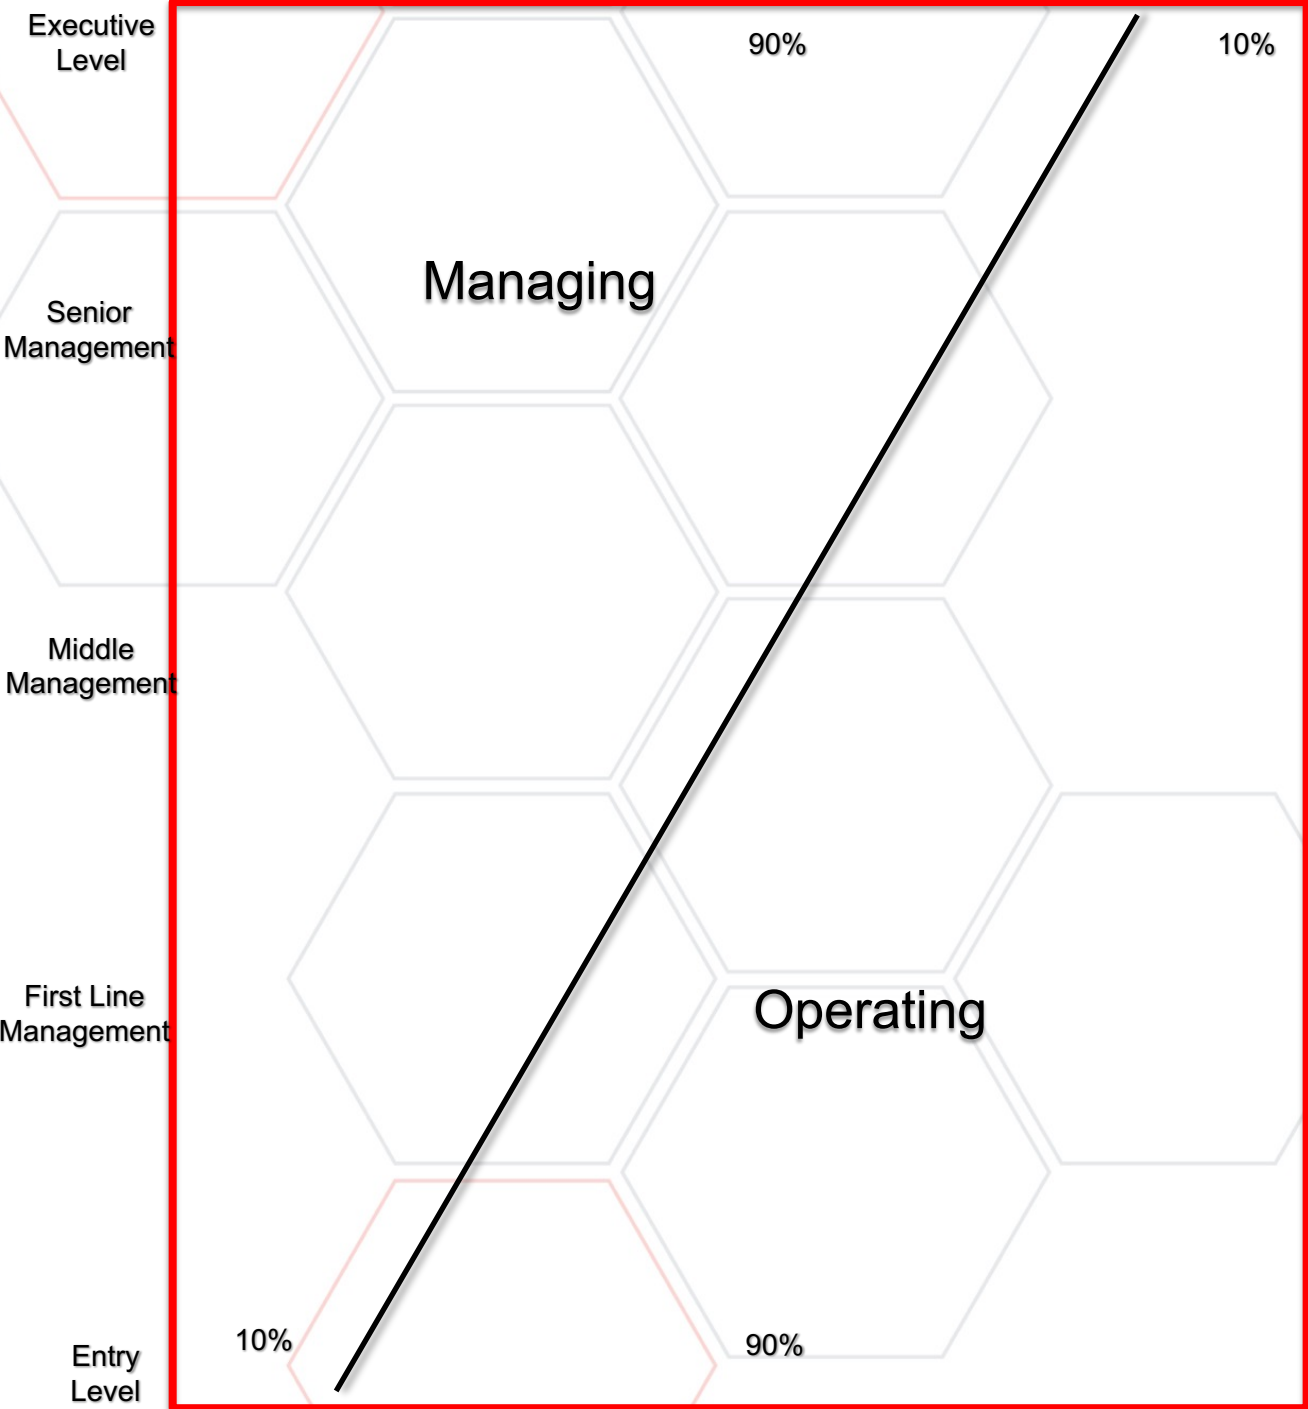 Executive
Level
90%
10%
Managing
Senior
Management
Middle
Management
First Line
Management
Operating
10%
90%
Entry
Level